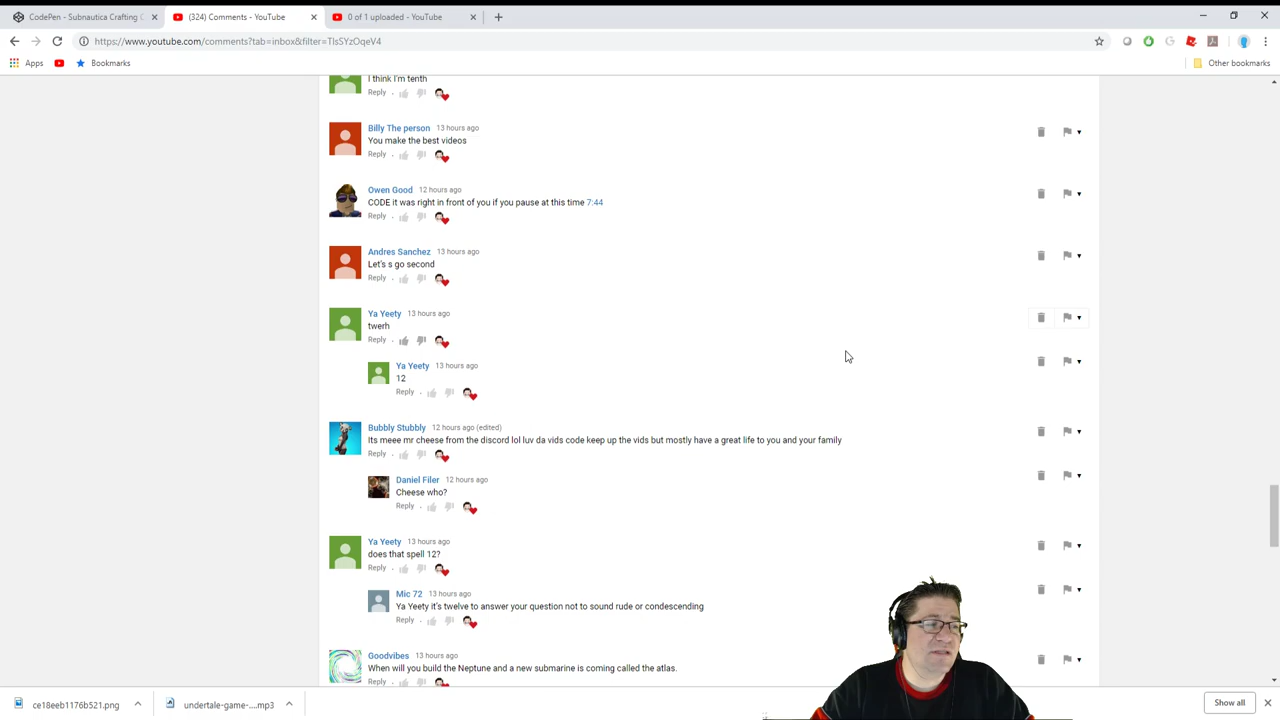 CodePen - Subnautica Crafting C
(324) Comments - YouTube
0 of 1 uploaded - YouTube
https://www.youtube.com/comments?tab=inbox&filter=TlsSYzOqeV4
Apps
Bookmarks
Other bookmarks
I think I'm tenth
Reply
Billy The person 13 hours ago
You make the best videos
Reply
Owen Good 12 hours ago
CODE it was right in front of you if you pause at this time 7:44
Reply
Andres Sanchez 13 hours ago
Let's s go second
Reply
Ya Yeety 13 hours ago
twerh
Reply
Ya Yeety 13 hours ago
12
Reply
Bubbly Stubbly 12 hours ago (edited)
Its meee mr cheese from the discord lol luv da vids code keep up the vids but mostly have a great life to you and your family
Reply
Daniel Filer 12 hours ago
Cheese who?
Reply
Ya Yeety 13 hours ago
does that spell 12?
Reply
Mic 72 13 hours ago
Ya Yeety it's twelve to answer your question not to sound rude or condescending
Reply
Goodvibes 13 hours ago
When will you build the Neptune and a new submarine is coming called the atlas.
Reply
ce18eeb1176b521.png
undertale-game-....mp3
Show all